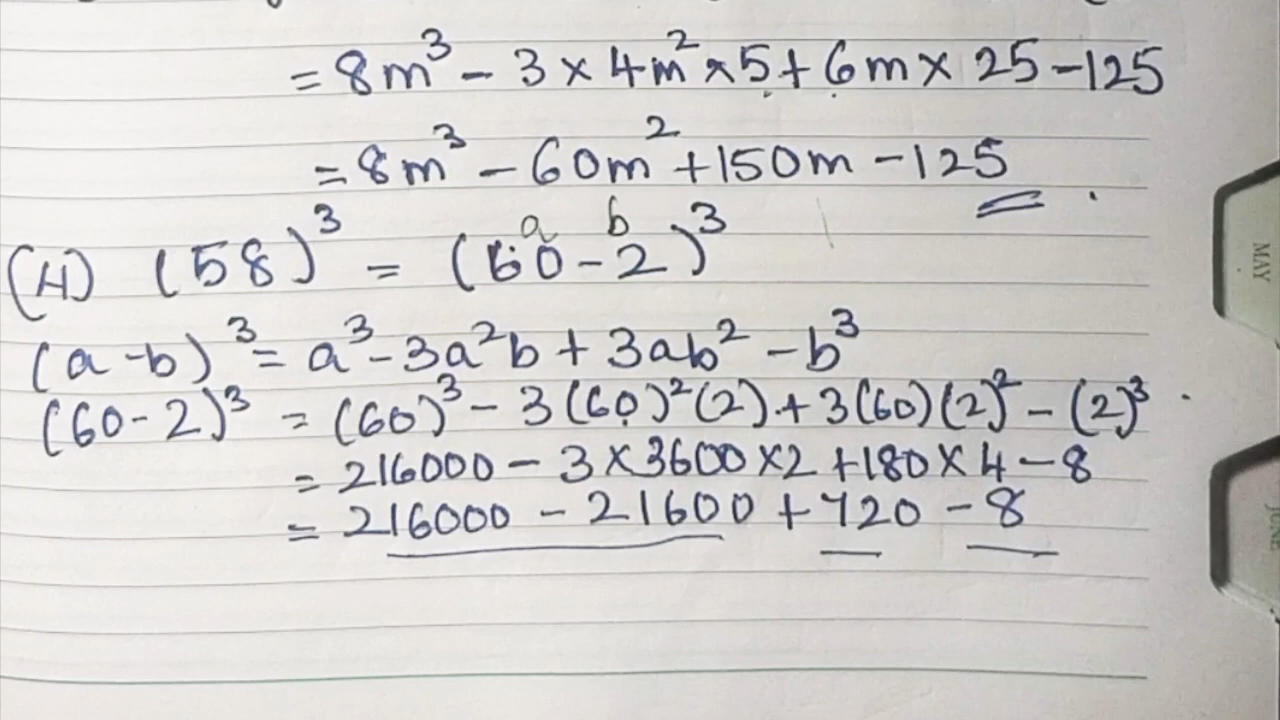 = 8m³ - 3 × 4m² × 5 + 6m × 25 - 125
= 8m³ - 60m² + 150m - 125
a b
(4) (58)³ = (60 - 2)³
(a - b)³ = a³ - 3a²b + 3ab² - b³
(60 - 2)³ = (60)³ - 3(60)²(2) + 3(60)(2)² - (2)³
= 216000 - 3 × 3600 × 2 + 180 × 4 - 8
= 216000 - 21600 + 720 - 8
MAY
JUNE